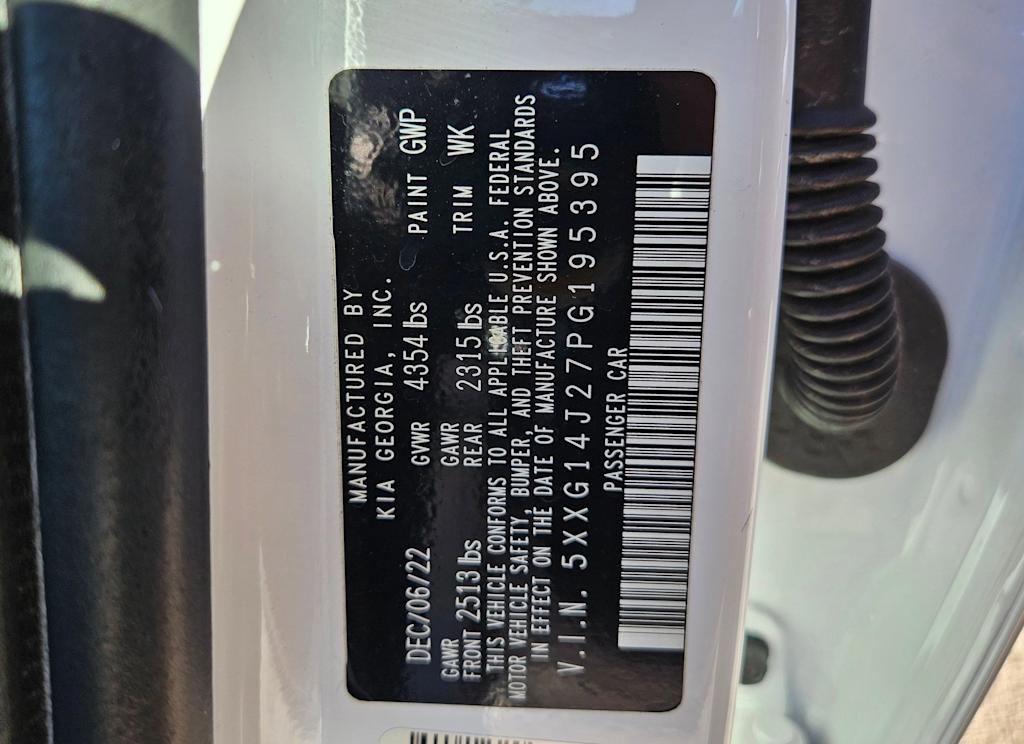 MANUFACTURED BY
KIA GEORGIA, INC.
DEC/06/22 GVWR 4354 lbs PAINT GWP
GAWR FRONT 2513 lbs GAWR REAR 2315 lbs TRIM WK
THIS VEHICLE CONFORMS TO ALL APPLICABLE U.S.A. FEDERAL
MOTOR VEHICLE SAFETY, BUMPER, AND THEFT PREVENTION STANDARDS
IN EFFECT ON THE DATE OF MANUFACTURE SHOWN ABOVE.
V.I.N. 5XXG14J27PG195395
PASSENGER CAR